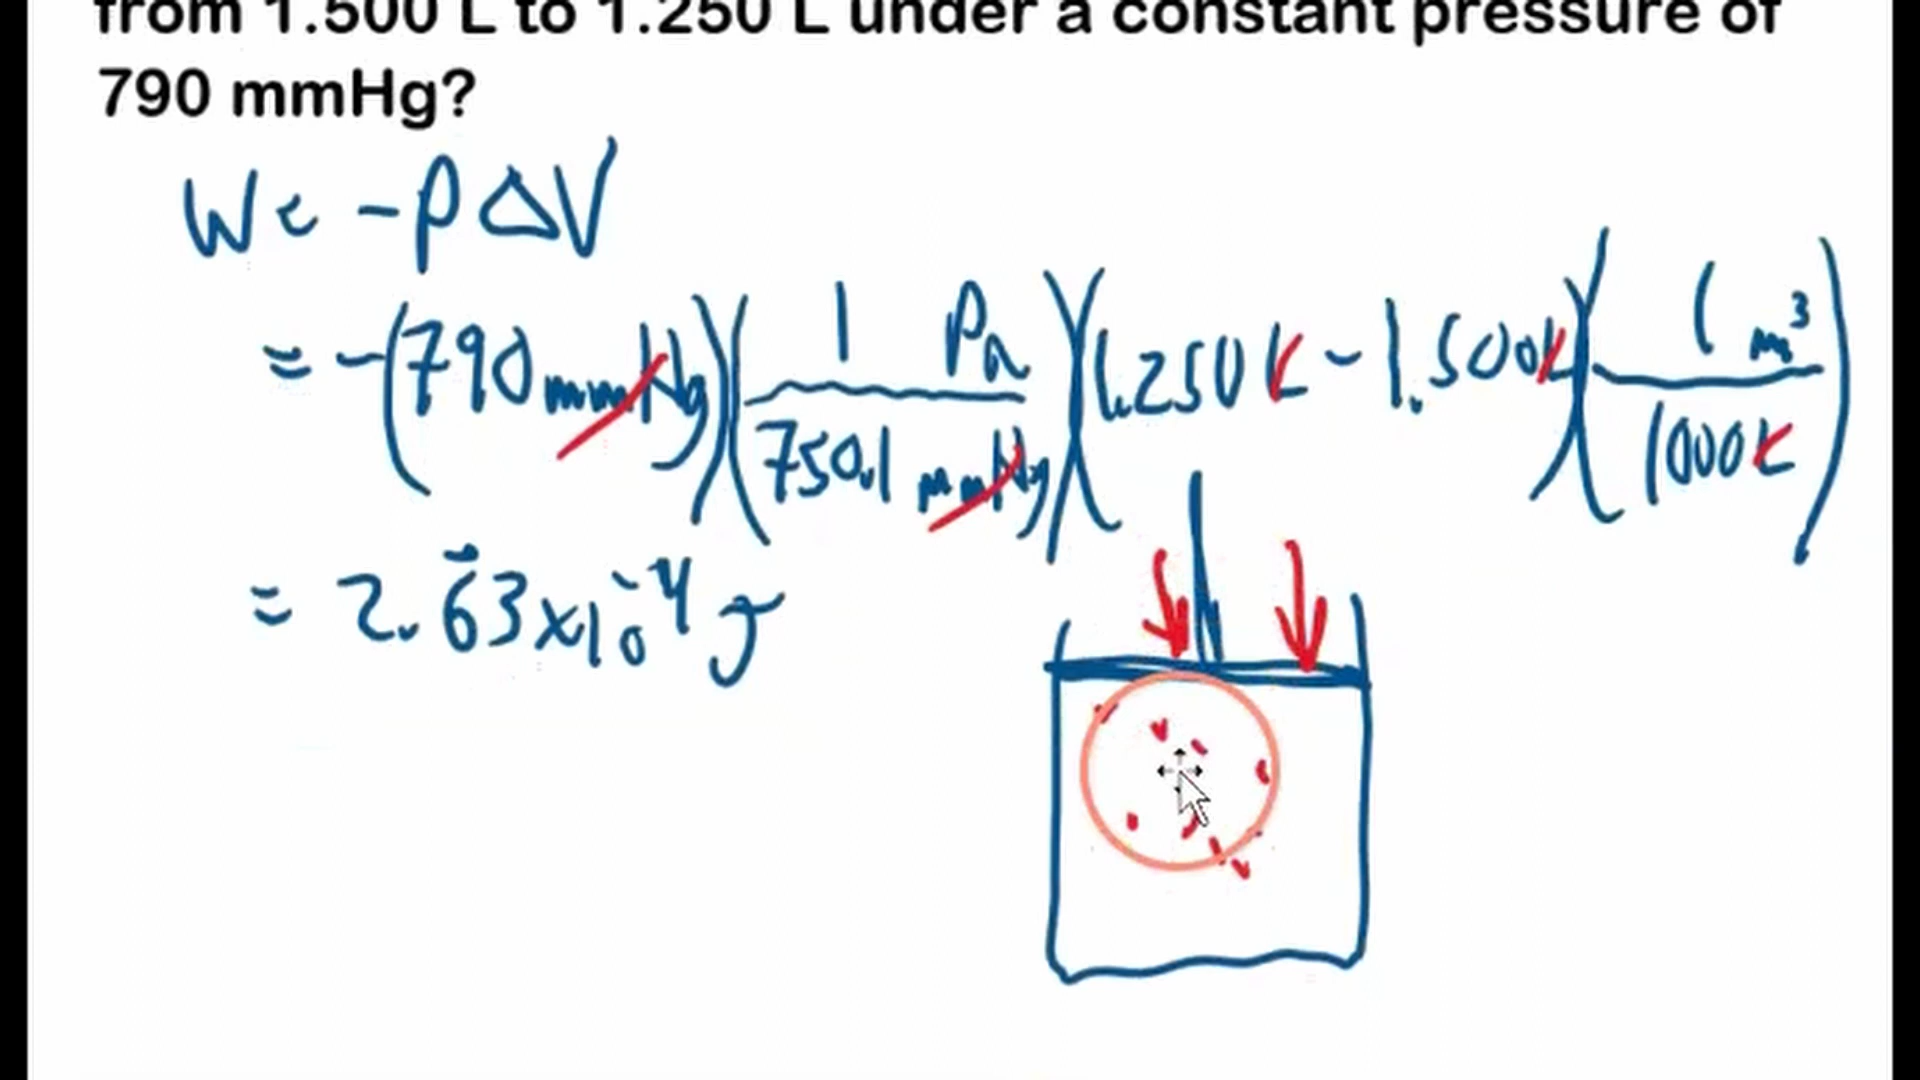 from 1.500 L to 1.250 L under a constant pressure of
790 mmHg?
W = -P ΔV
= -(790 mmHg)(1 Pa / 750.1 mmHg)(1.250 L - 1.500 L)(1 m³ / 1000 L)
= 2.63 x 10⁻⁴ J